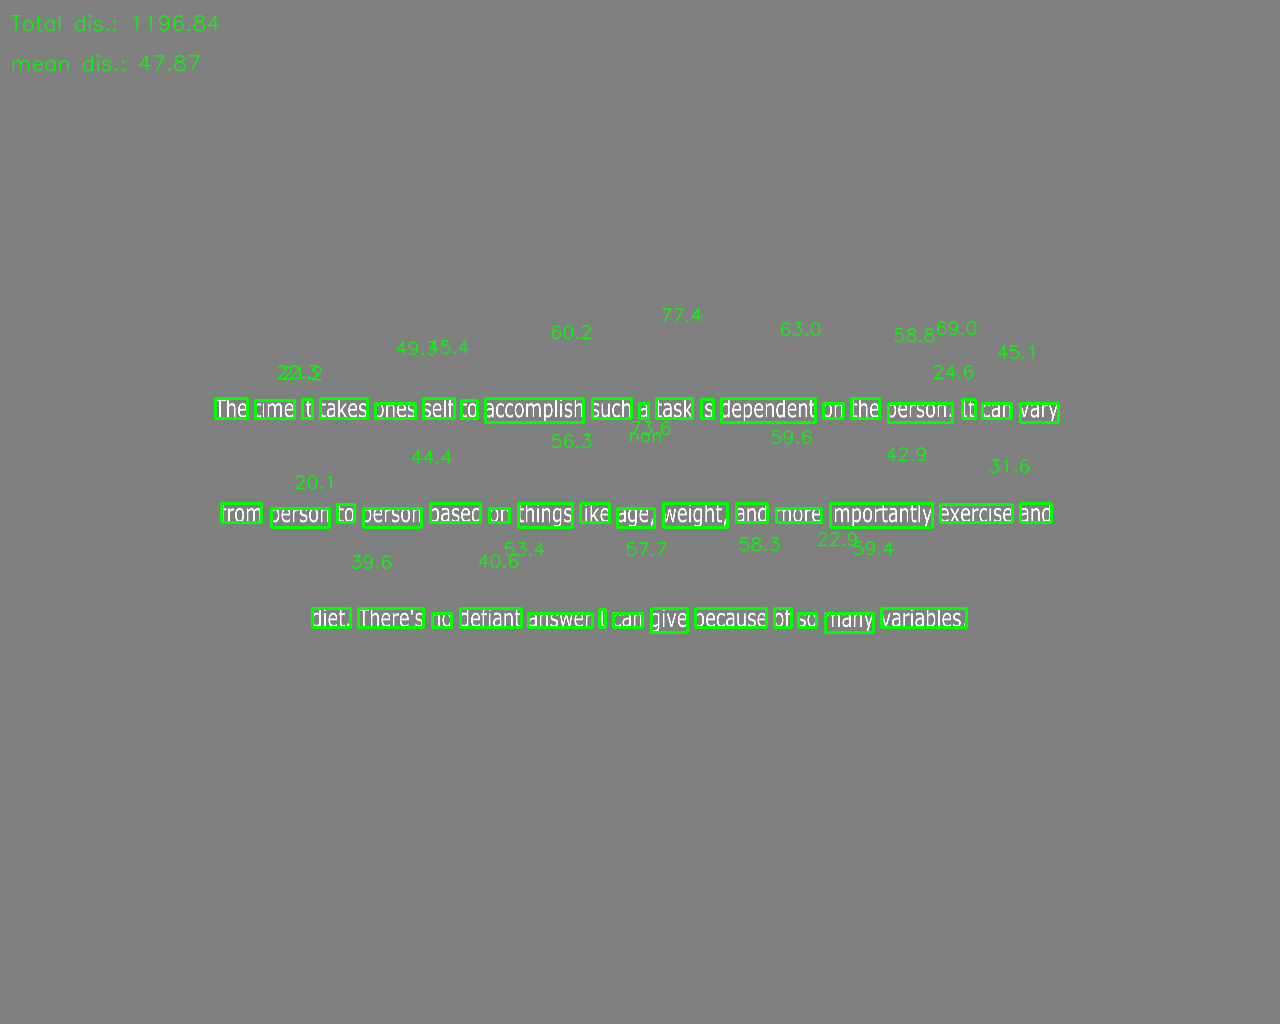 Total dis.: 1196.84
mean dis.: 47.87
77.4
60.2 63.0 58.8 69.0
49.3 45.4 45.1
24.6
The time it takes ones self to accomplish such a task is dependent on the person. It can vary
73.6
nan
56.3 59.6
44.4 42.9
31.6
20.1
from person to person based on things like age, weight, and more importantly exercise and
22.9
53.4 57.7 58.3 59.4
39.6 40.6
diet. There's no defiant answer I can give because of so many variables.